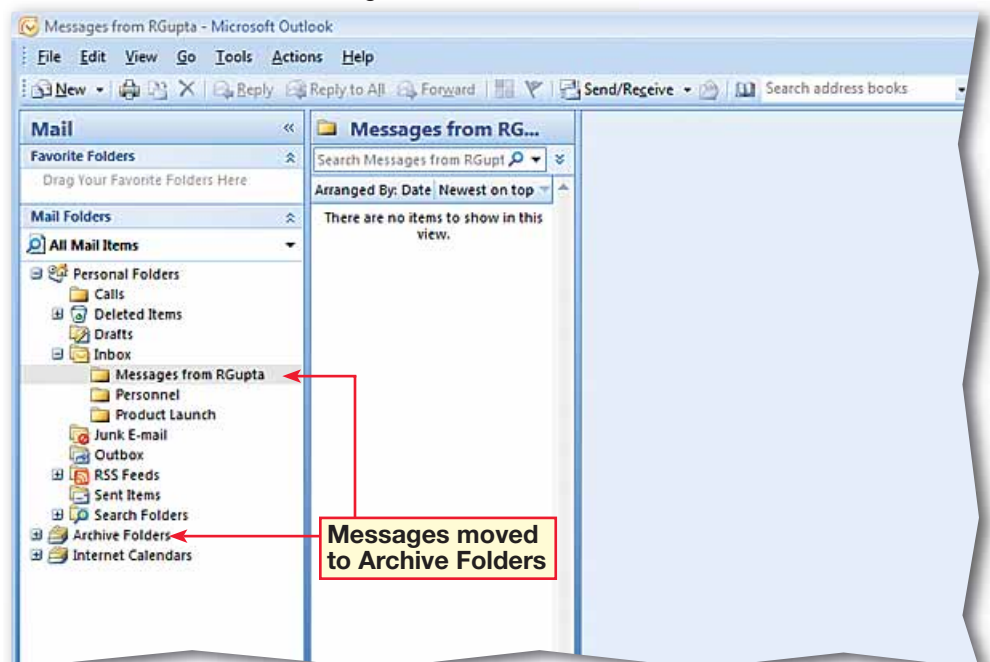 Messages from RGupta - Microsoft Outlook
File Edit View Go Tools Actions Help
New Reply Reply to All Forward Send/Receive Search address books
Mail
Favorite Folders
Drag Your Favorite Folders Here
Mail Folders
All Mail Items
Personal Folders
Calls
Deleted Items
Drafts
Inbox
Messages from RGupta
Personnel
Product Launch
Junk E-mail
Outbox
RSS Feeds
Sent Items
Search Folders
Archive Folders
Internet Calendars
Messages from RG...
Search Messages from RGupt
Arranged By: Date Newest on top
There are no items to show in this
view.
Messages moved
to Archive Folders